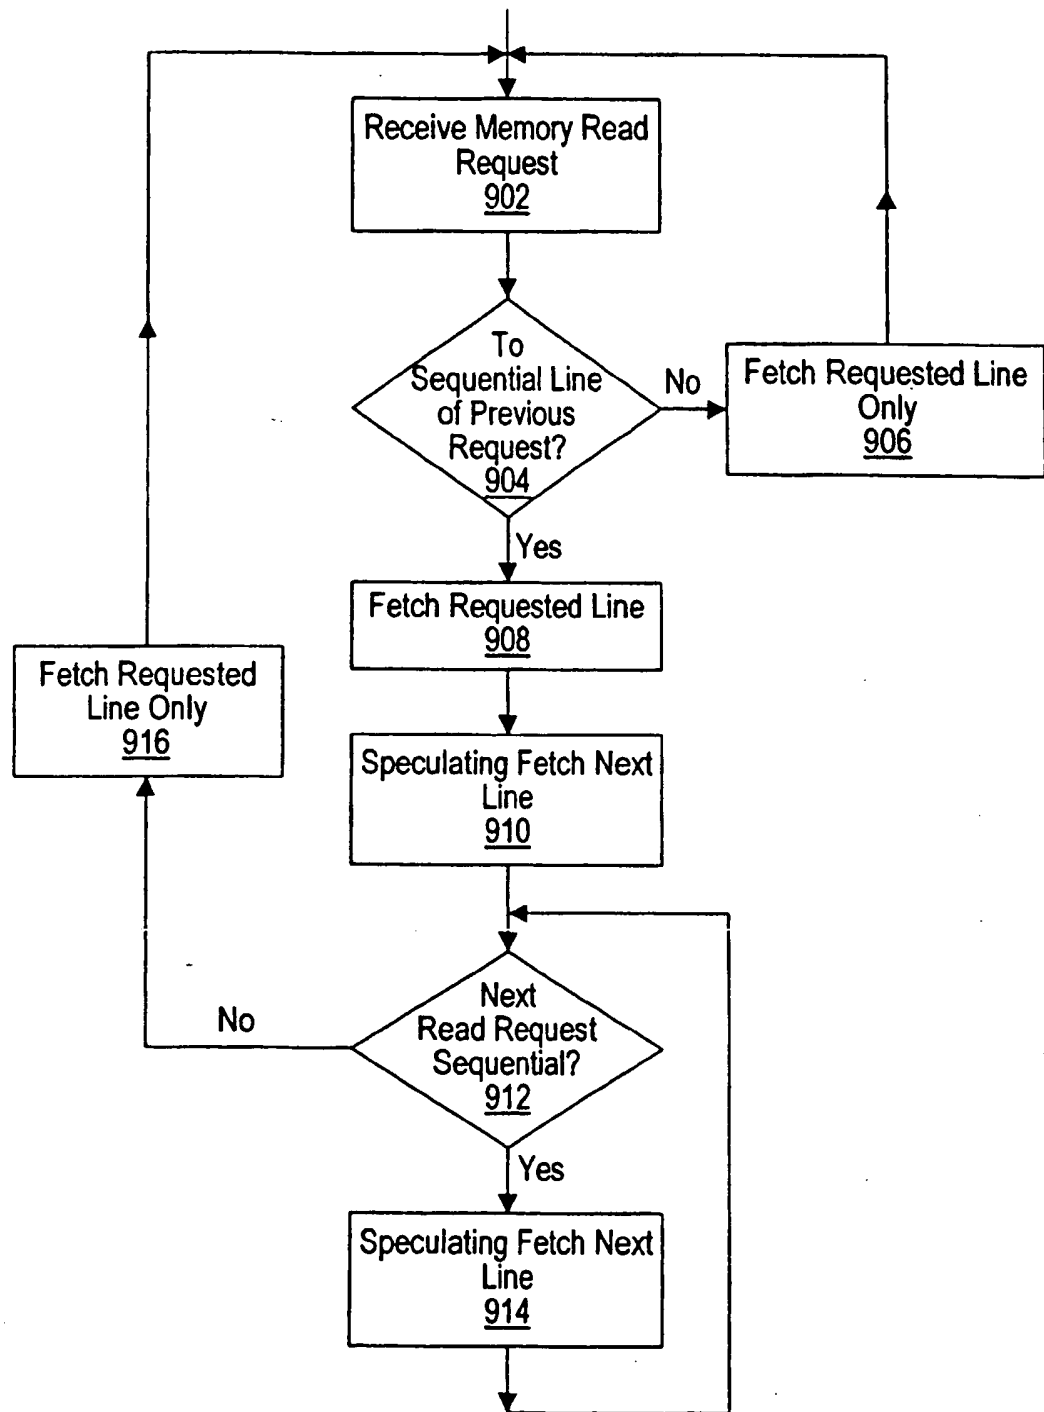 Receive Memory Read
Request
902
To
Sequential Line
of Previous
Request?
904
No
Fetch Requested Line
Only
906
Yes
Fetch Requested Line
908
Fetch Requested
Line Only
916
Speculating Fetch Next
Line
910
Next
Read Request
Sequential?
912
No
Yes
Speculating Fetch Next
Line
914